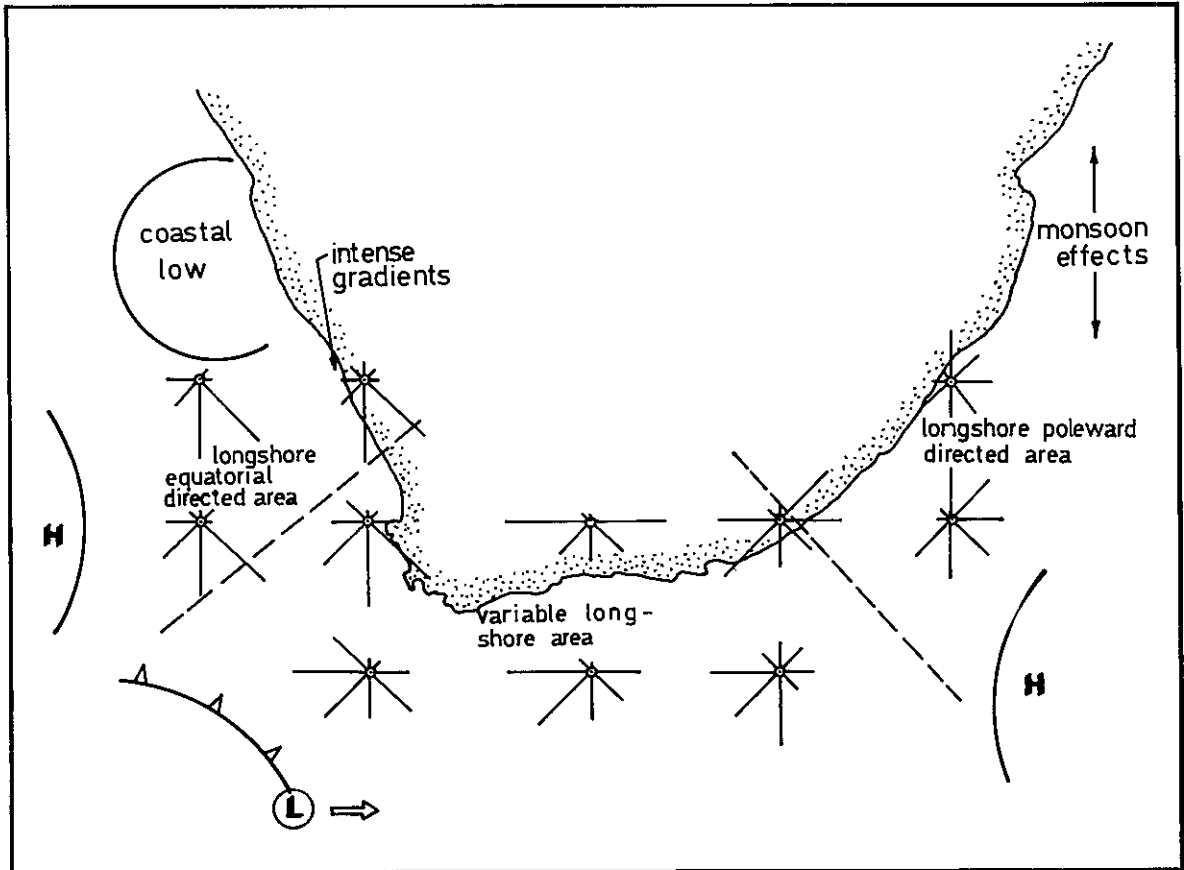 coastal
low
intense
gradients
monsoon
effects
longshore
equatorial
directed area
longshore poleward
directed area
H
variable long-
shore area
H
L